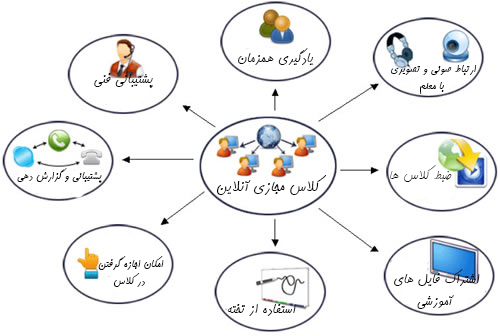 یادگیری همزمان
ارتباط صوتی و تصویری
با معلم
ضبط کلاس ها
اشتراک فایل های
آموزشی
استفاده از تخته
امکان اجازه گرفتن
در کلاس
پشتیبانی و گزارش دهی
پشتیبانی فنی
کلاس مجازی آنلاین